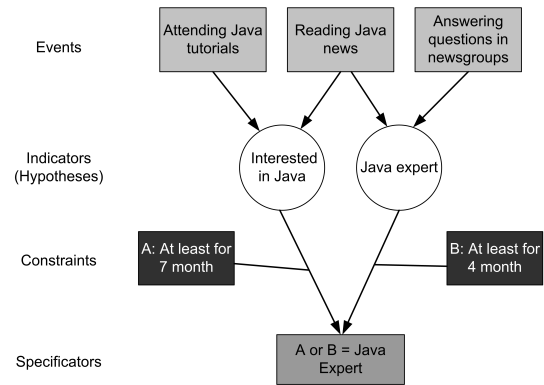 Events
Attending Java
tutorials
Reading Java
news
Answering
questions in
newsgroups
Indicators
(Hypotheses)
Interested
in Java
Java expert
Constraints
A: At least for
7 month
B: At least for
4 month
Specificators
A or B = Java
Expert